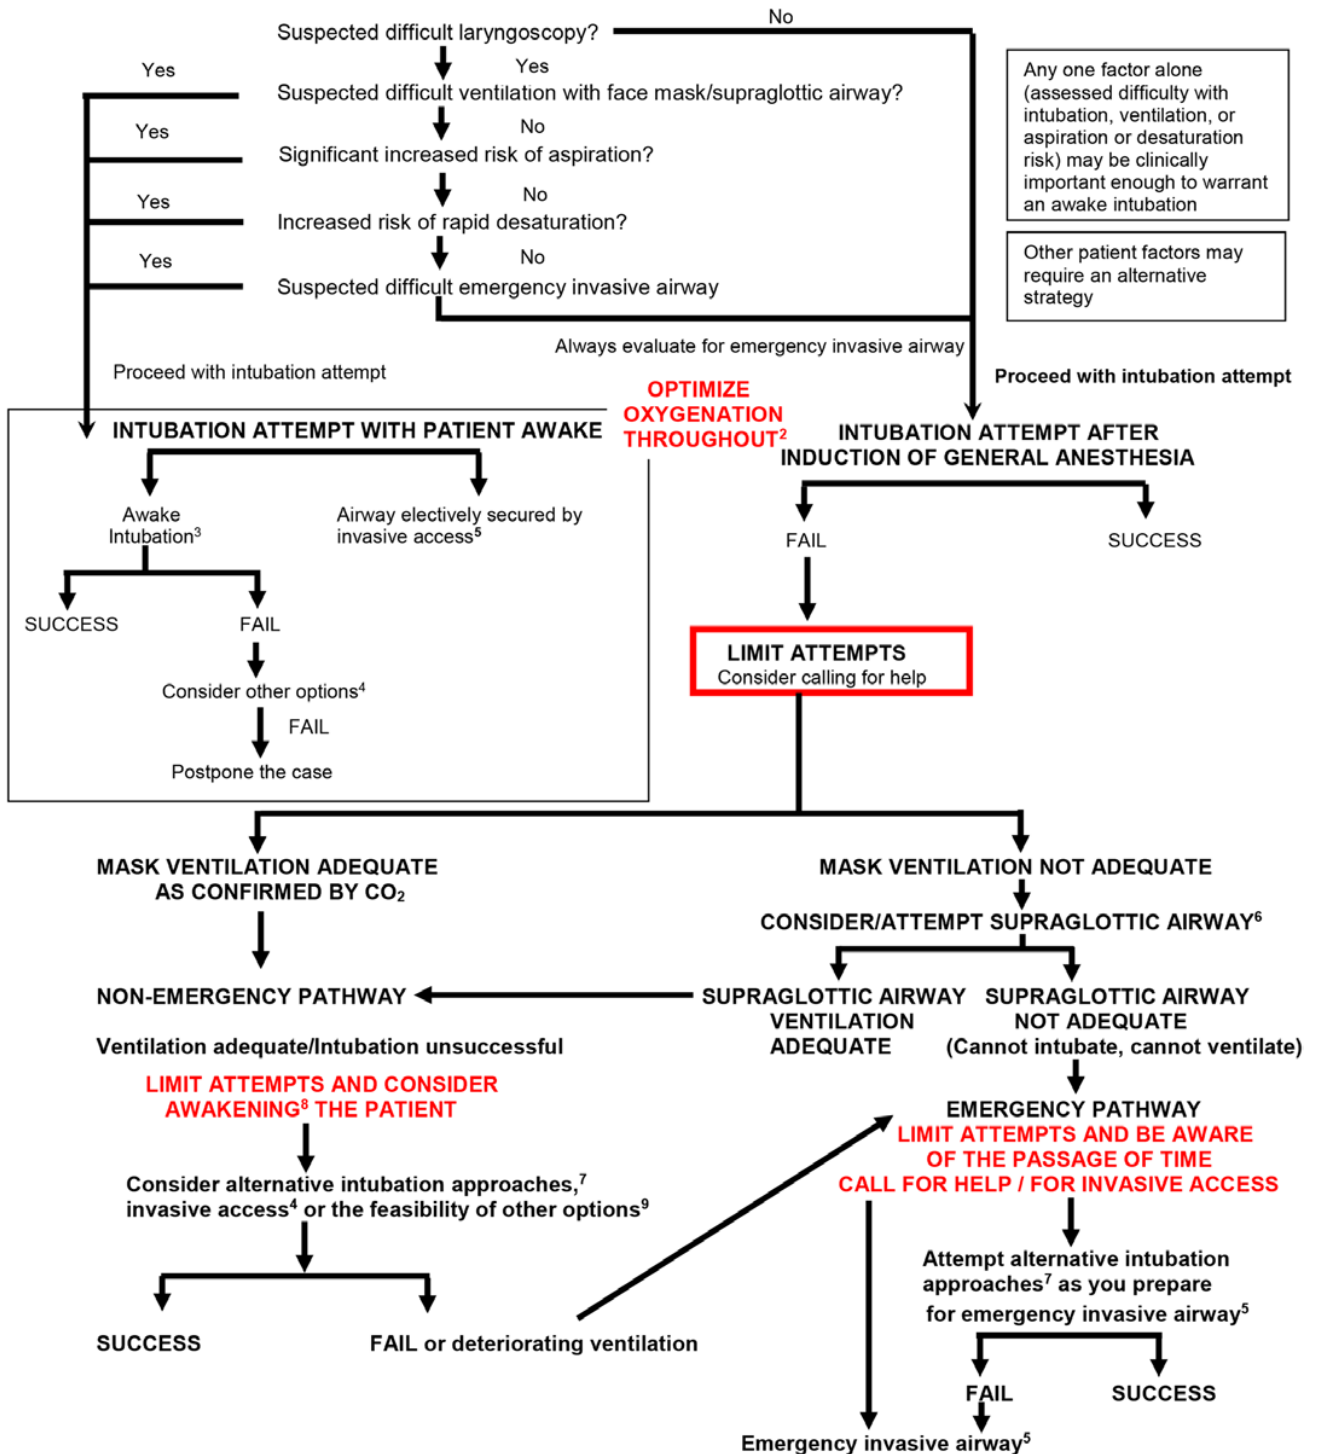 No
Suspected difficult laryngoscopy?
Yes
Yes
Suspected difficult ventilation with face mask/supraglottic airway?
No
Yes
Significant increased risk of aspiration?
No
Yes
Increased risk of rapid desaturation?
No
Yes
Suspected difficult emergency invasive airway
Any one factor alone
(assessed difficulty with
intubation, ventilation, or
aspiration or desaturation
risk) may be clinically
important enough to warrant
an awake intubation
Other patient factors may
require an alternative
strategy
Always evaluate for emergency invasive airway
Proceed with intubation attempt
Proceed with intubation attempt
OPTIMIZE
OXYGENATION
THROUGHOUT²
INTUBATION ATTEMPT WITH PATIENT AWAKE
INTUBATION ATTEMPT AFTER
INDUCTION OF GENERAL ANESTHESIA
Awake
Intubation³
Airway electively secured by
invasive access⁵
FAIL
SUCCESS
SUCCESS
FAIL
LIMIT ATTEMPTS
Consider calling for help
Consider other options⁴
FAIL
Postpone the case
MASK VENTILATION ADEQUATE
AS CONFIRMED BY CO₂
MASK VENTILATION NOT ADEQUATE
CONSIDER/ATTEMPT SUPRAGLOTTIC AIRWAY⁶
NON-EMERGENCY PATHWAY
SUPRAGLOTTIC AIRWAY
VENTILATION
ADEQUATE
SUPRAGLOTTIC AIRWAY
NOT ADEQUATE
(Cannot intubate, cannot ventilate)
Ventilation adequate/Intubation unsuccessful
LIMIT ATTEMPTS AND CONSIDER
AWAKENING⁸ THE PATIENT
EMERGENCY PATHWAY
LIMIT ATTEMPTS AND BE AWARE
OF THE PASSAGE OF TIME
CALL FOR HELP / FOR INVASIVE ACCESS
Consider alternative intubation approaches,⁷
invasive access⁴ or the feasibility of other options⁹
Attempt alternative intubation
approaches⁷ as you prepare
for emergency invasive airway⁵
SUCCESS
FAIL or deteriorating ventilation
FAIL
SUCCESS
Emergency invasive airway⁵